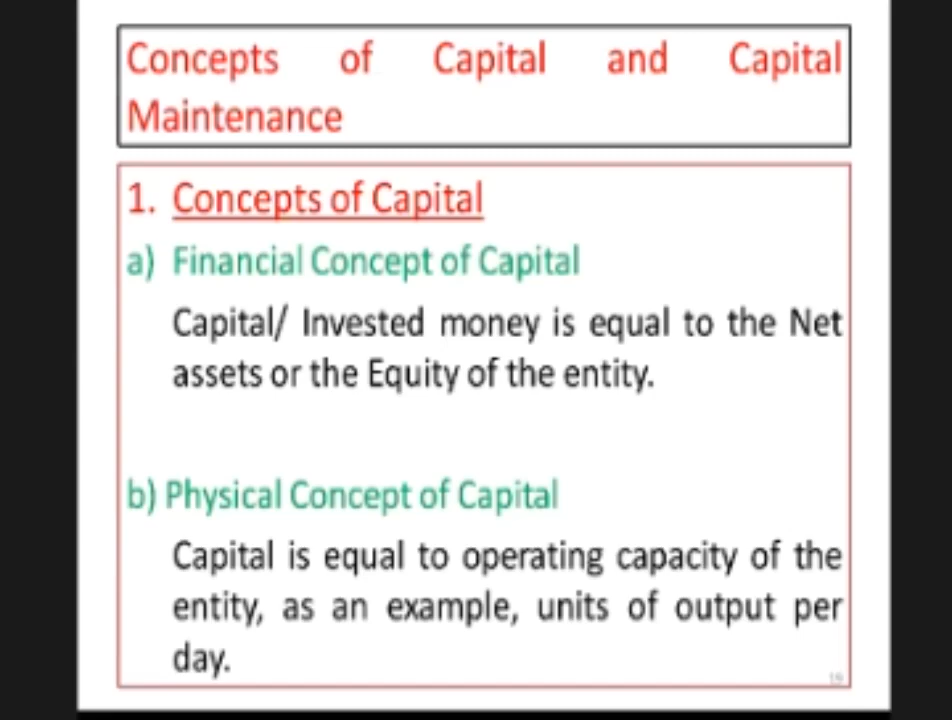 Concepts of Capital and Capital
Maintenance
1. Concepts of Capital
a) Financial Concept of Capital
Capital/ Invested money is equal to the Net
assets or the Equity of the entity.
b) Physical Concept of Capital
Capital is equal to operating capacity of the
entity, as an example, units of output per
day.